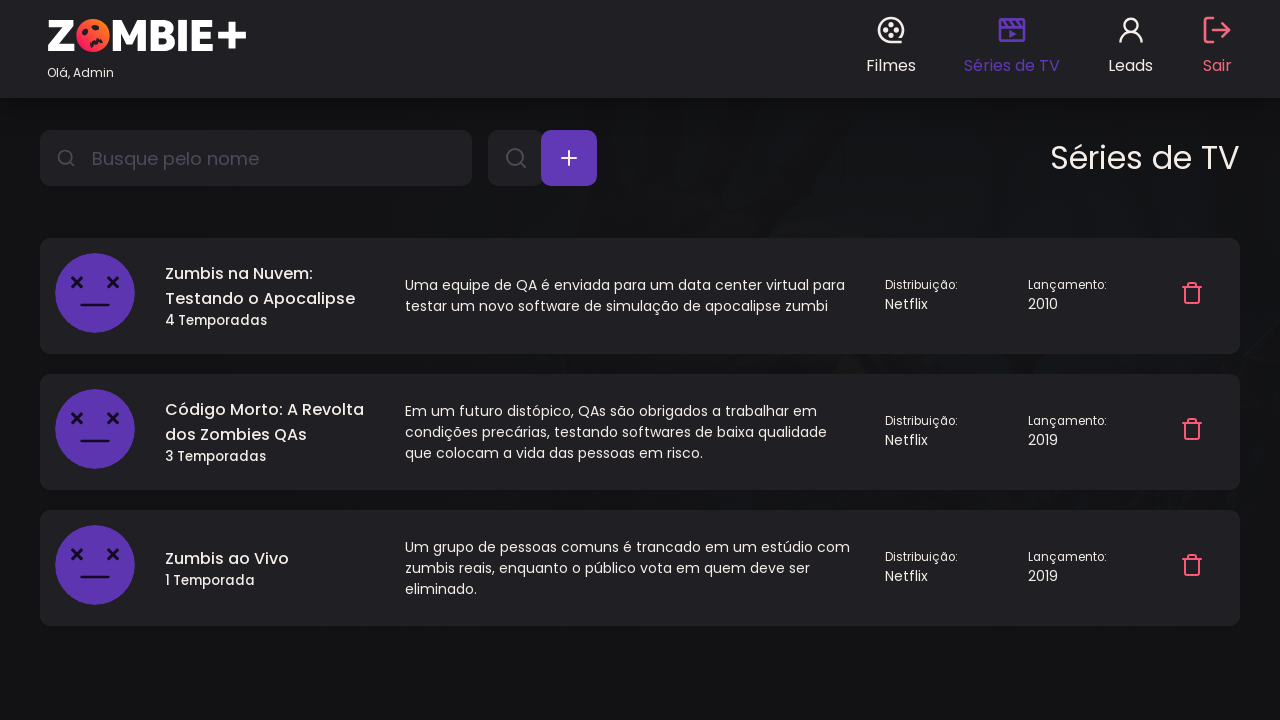 ZOMBIE+
Olá, Admin
Filmes
Séries de TV
Leads
Sair
Busque pelo nome
Séries de TV
Zumbis na Nuvem:
Testando o Apocalipse
4 Temporadas
Uma equipe de QA é enviada para um data center virtual para
testar um novo software de simulação de apocalipse zumbi
Distribuição:
Netflix
Lançamento:
2010
Código Morto: A Revolta
dos Zombies QAs
3 Temporadas
Em um futuro distópico, QAs são obrigados a trabalhar em
condições precárias, testando softwares de baixa qualidade
que colocam a vida das pessoas em risco.
Distribuição:
Netflix
Lançamento:
2019
Zumbis ao Vivo
1 Temporada
Um grupo de pessoas comuns é trancado em um estúdio com
zumbis reais, enquanto o público vota em quem deve ser
eliminado.
Distribuição:
Netflix
Lançamento:
2019